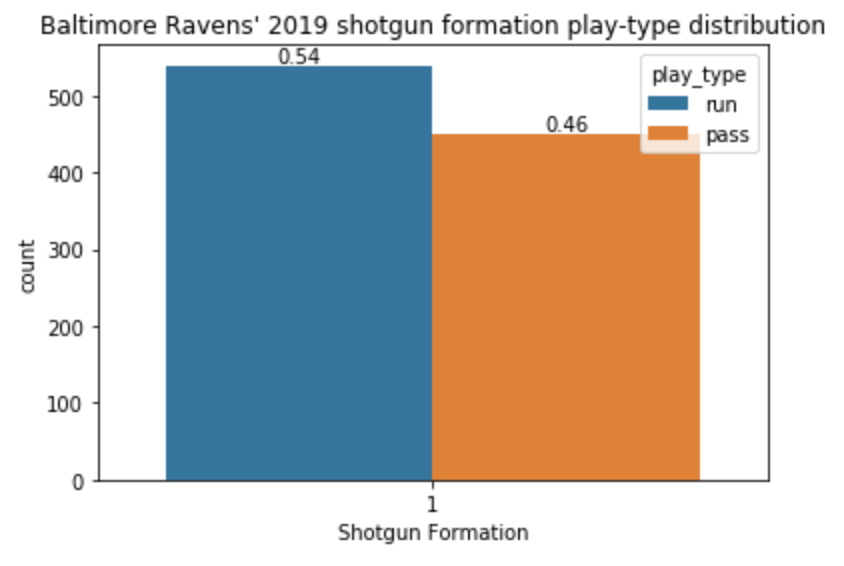 Baltimore Ravens' 2019 shotgun formation play-type distribution
0.54
0.46
play_type
run
pass
500
400
300
200
100
0
count
1
Shotgun Formation